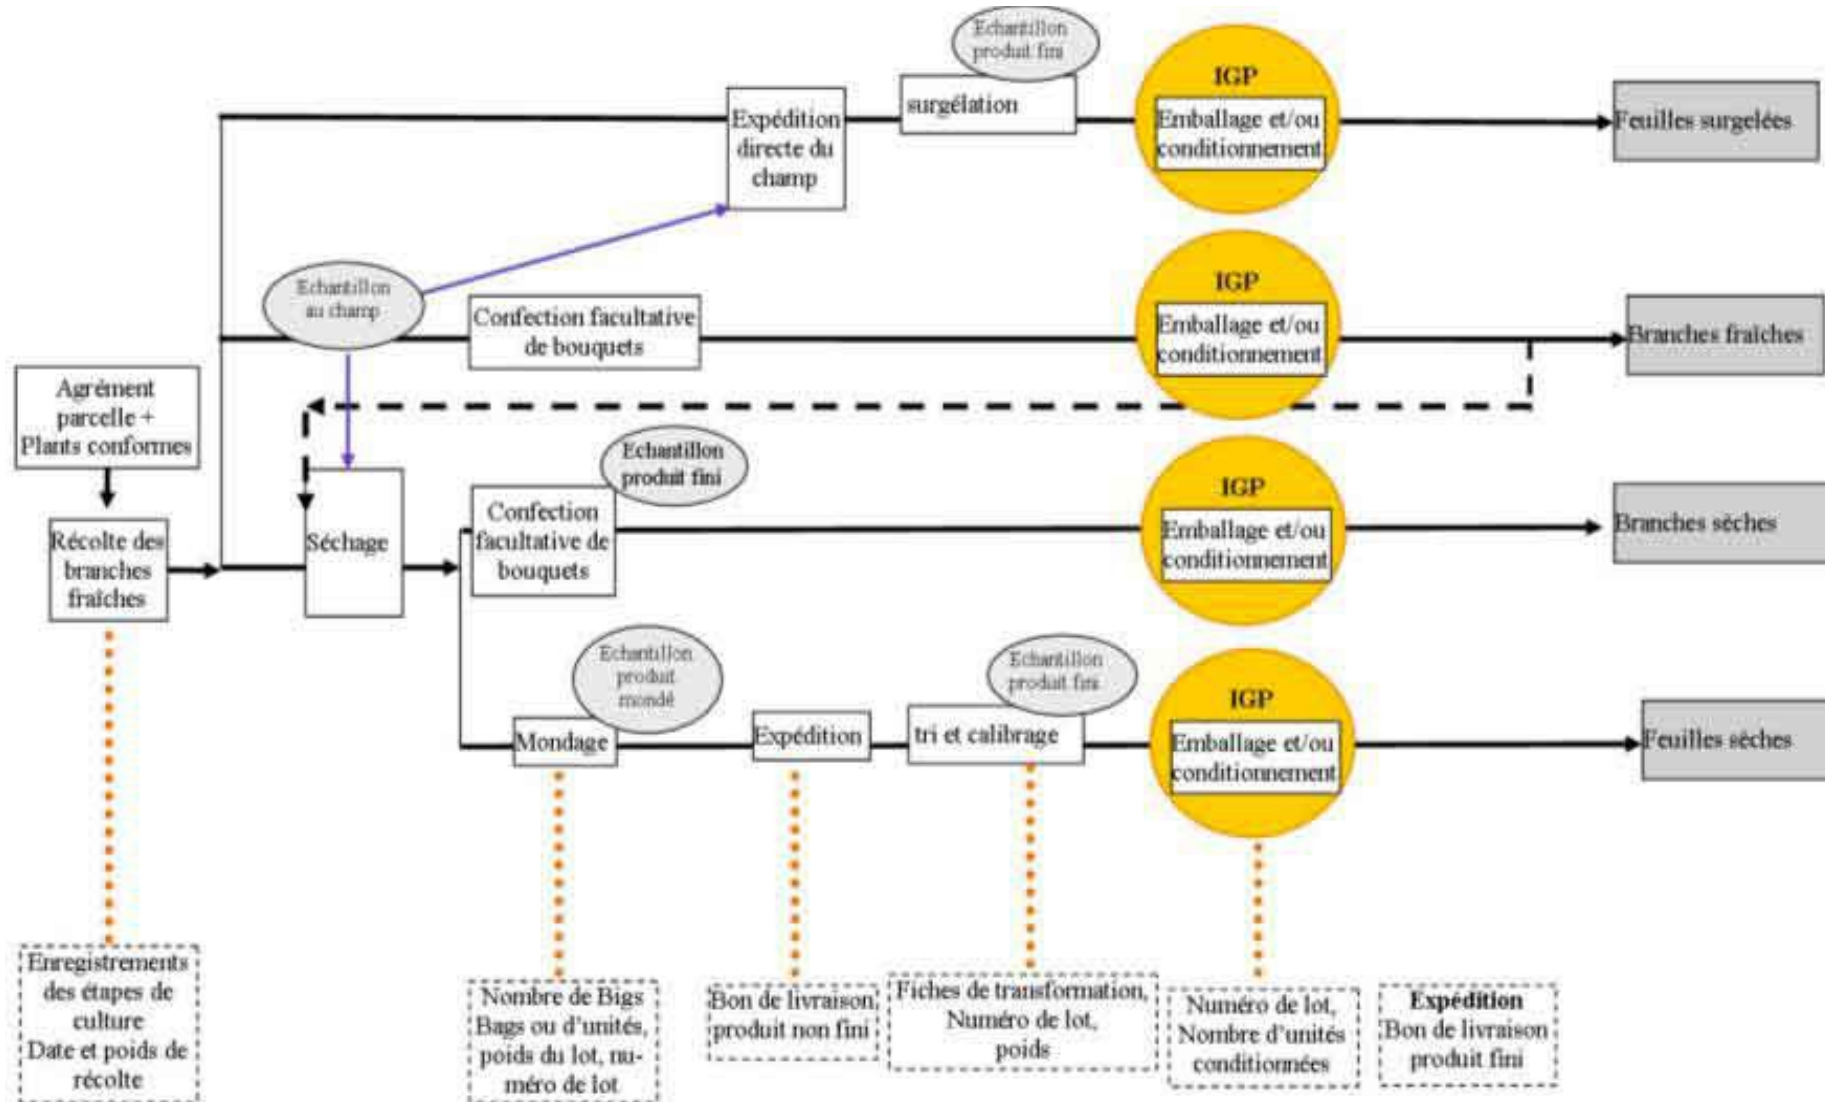 Echantillon
produit fini
surgélation
Expédition
directe du
champ
IGP
Emballage et/ou
conditionnement
Feuilles surgelées
Echantillon
au champ
Confection facultative
de bouquets
IGP
Emballage et/ou
conditionnement
Branches fraîches
Agrément
parcelle +
Plants conformes
Récolte des
branches
fraîches
Séchage
Echantillon
produit fini
Confection
facultative de
bouquets
IGP
Emballage et/ou
conditionnement
Branches sèches
Echantillon
produit
mondé
Mondage
Expédition
Echantillon
produit fini
tri et calibrage
IGP
Emballage et/ou
conditionnement
Feuilles sèches
Enregistrements
des étapes de
culture
Date et poids de
récolte
Nombre de Bigs
Bags ou d'unités,
poids du lot, nu-
méro de lot
Bon de livraison
produit non fini
Fiches de transformation,
Numéro de lot,
poids
Numéro de lot,
Nombre d'unités
conditionnées
Expédition
Bon de livraison
produit fini